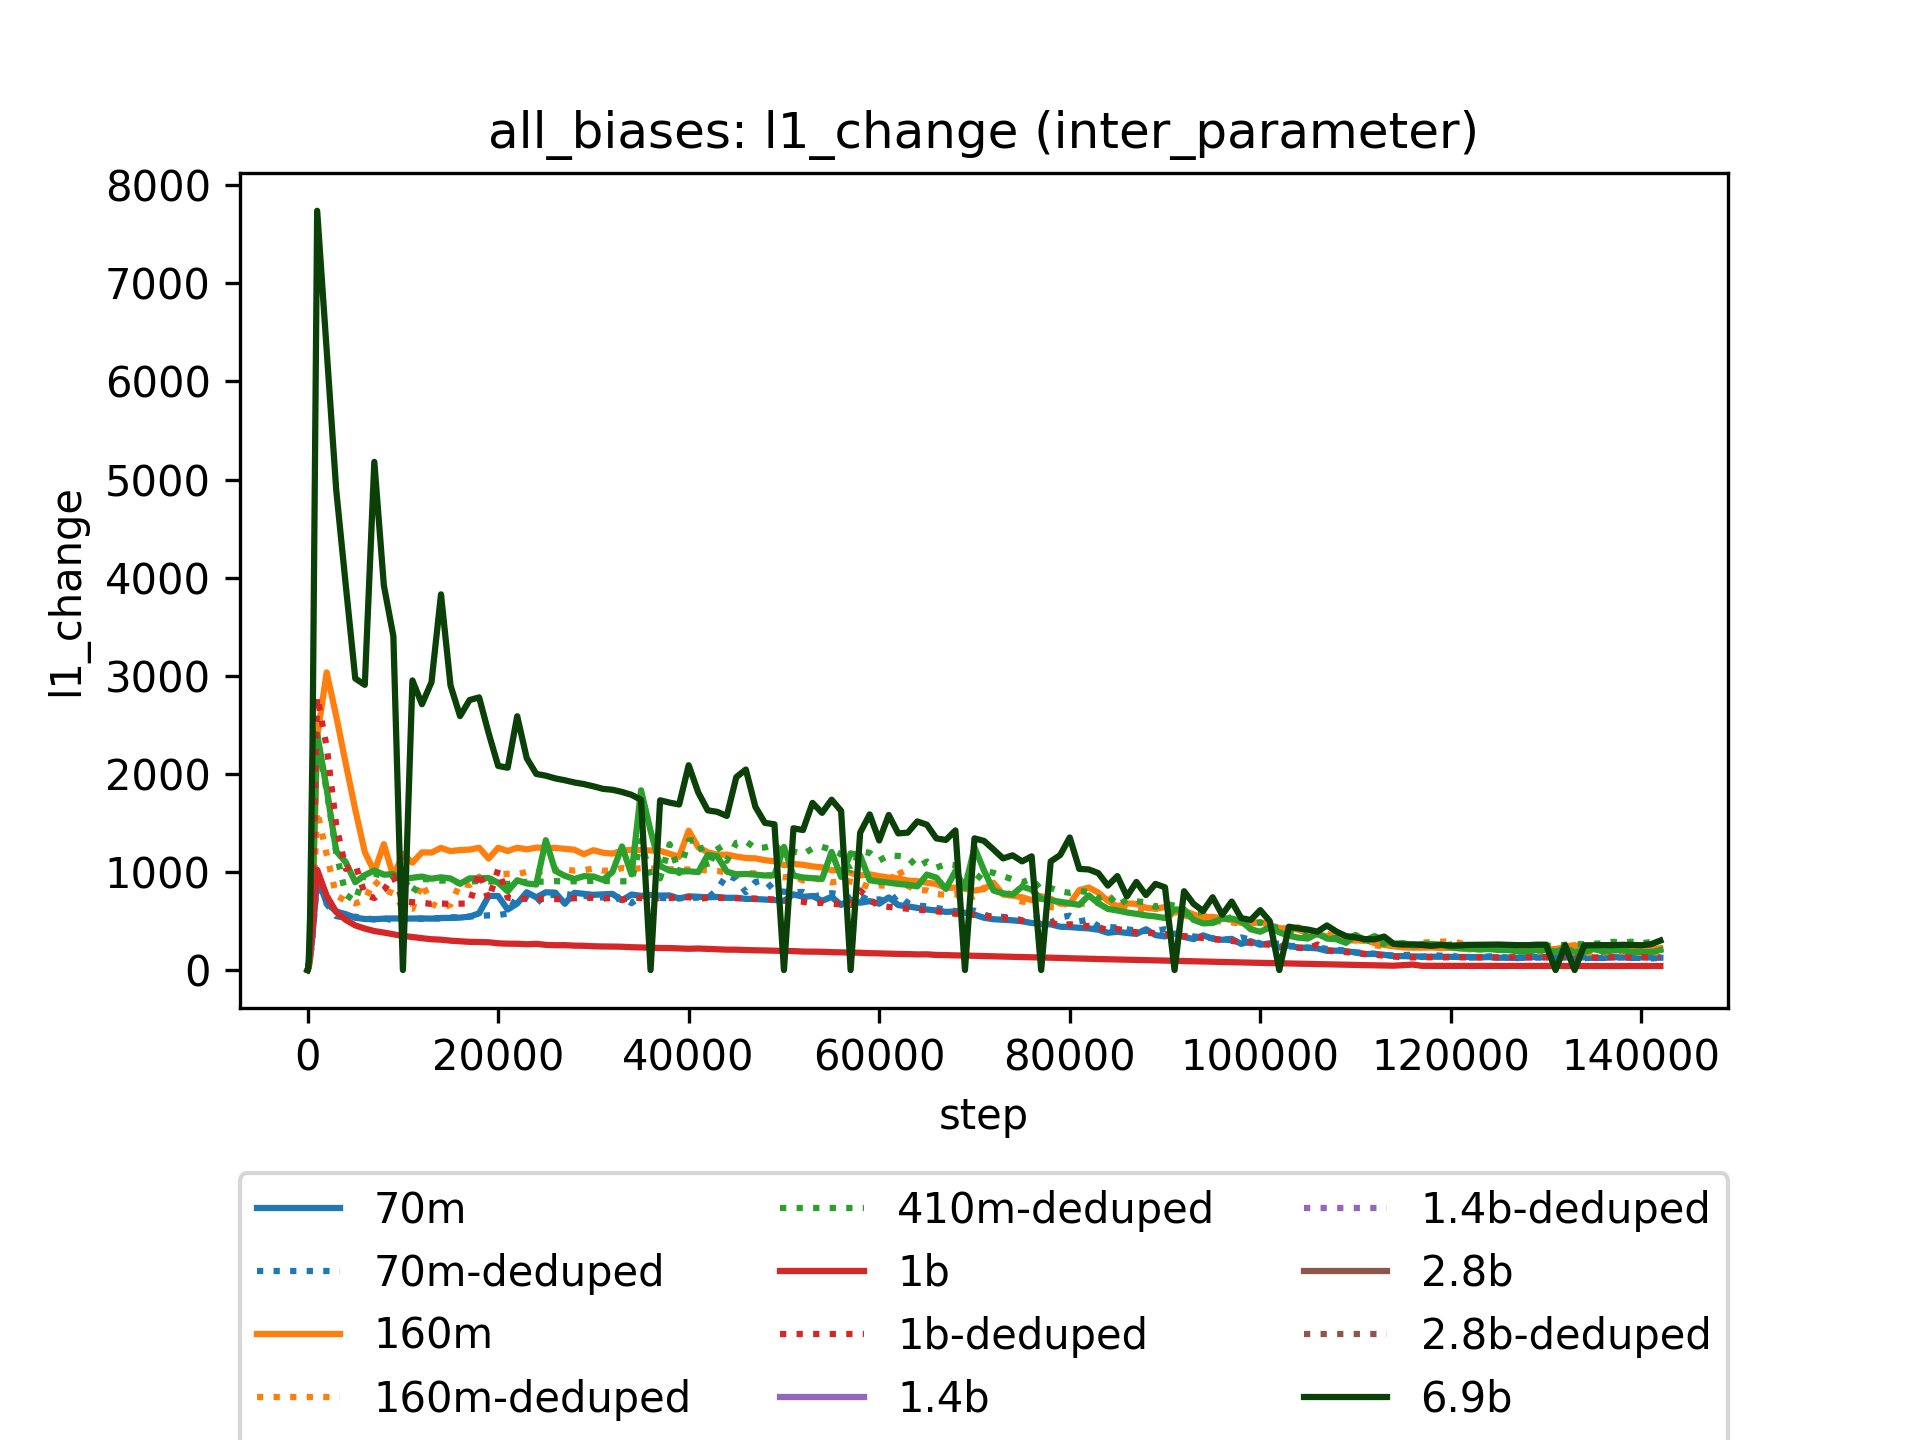 all_biases: l1_change (inter_parameter)
8000
7000
6000
5000
4000
3000
2000
1000
0
l1_change
0 20000 40000 60000 80000 100000 120000 140000
step
70m 410m-deduped 1.4b-deduped
70m-deduped 1b 2.8b
160m 1b-deduped 2.8b-deduped
160m-deduped 1.4b 6.9b